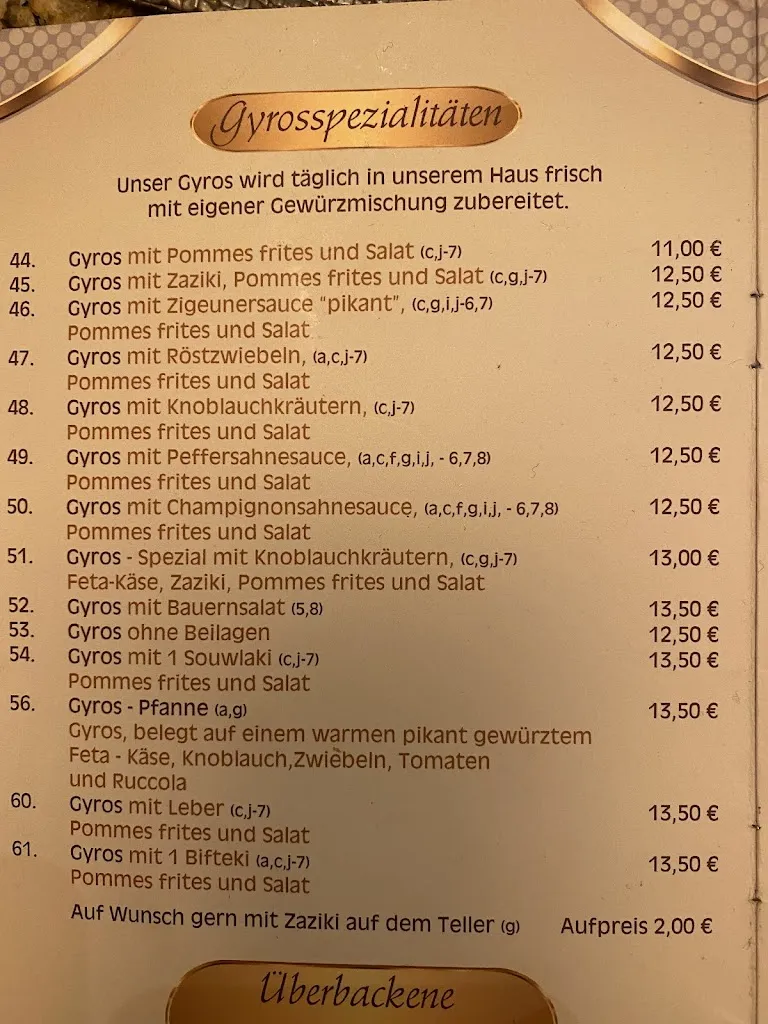 Gyrosspezialitäten
Unser Gyros wird täglich in unserem Haus frisch
mit eigener Gewürzmischung zubereitet.
44. Gyros mit Pommes frites und Salat (c,j-7) 11,00 €
45. Gyros mit Zaziki, Pommes frites und Salat (c,g,j-7) 12,50 €
46. Gyros mit Zigeunersauce "pikant", (c,g,i,j-6,7) 12,50 €
Pommes frites und Salat
47. Gyros mit Röstzwiebeln, (a,c,j-7) 12,50 €
Pommes frites und Salat
48. Gyros mit Knoblauchkräutern, (c,j-7) 12,50 €
Pommes frites und Salat
49. Gyros mit Peffersahnesauce, (a,c,f,g,i,j, - 6,7,8) 12,50 €
Pommes frites und Salat
50. Gyros mit Champignonsahnesauce, (a,c,f,g,i,j, - 6,7,8) 12,50 €
Pommes frites und Salat
51. Gyros - Spezial mit Knoblauchkräutern, (c,g,j-7) 13,00 €
Feta-Käse, Zaziki, Pommes frites und Salat
52. Gyros mit Bauernsalat (5,8) 13,50 €
53. Gyros ohne Beilagen 12,50 €
54. Gyros mit 1 Souwlaki (c,j-7) 13,50 €
Pommes frites und Salat
56. Gyros - Pfanne (a,g) 13,50 €
Gyros, belegt auf einem warmen pikant gewürztem
Feta - Käse, Knoblauch,Zwiebeln, Tomaten
und Ruccola
60. Gyros mit Leber (c,j-7) 13,50 €
Pommes frites und Salat
61. Gyros mit 1 Bifteki (a,c,j-7) 13,50 €
Pommes frites und Salat
Auf Wunsch gern mit Zaziki auf dem Teller (g) Aufpreis 2,00 €
Überbackene